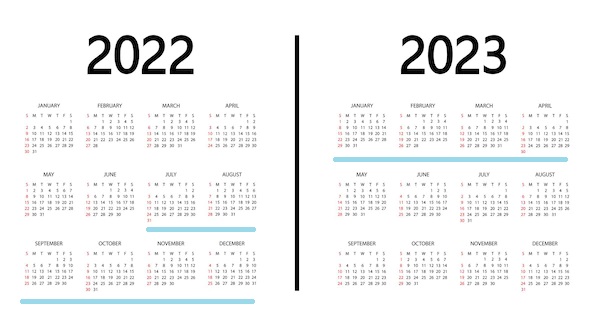 2022
JANUARY
S M T W T F S
1
2 3 4 5 6 7 8
9 10 11 12 13 14 15
16 17 18 19 20 21 22
23 24 25 26 27 28 29
30 31
FEBRUARY
S M T W T F S
1 2 3 4 5
6 7 8 9 10 11 12
13 14 15 16 17 18 19
20 21 22 23 24 25 26
27 28
MARCH
S M T W T F S
1 2 3 4 5
6 7 8 9 10 11 12
13 14 15 16 17 18 19
20 21 22 23 24 25 26
27 28 29 30 31
APRIL
S M T W T F S
1 2
3 4 5 6 7 8 9
10 11 12 13 14 15 16
17 18 19 20 21 22 23
24 25 26 27 28 29 30
MAY
S M T W T F S
1 2 3 4 5 6 7
8 9 10 11 12 13 14
15 16 17 18 19 20 21
22 23 24 25 26 27 28
29 30 31
JUNE
S M T W T F S
1 2 3 4
5 6 7 8 9 10 11
12 13 14 15 16 17 18
19 20 21 22 23 24 25
26 27 28 29 30
JULY
S M T W T F S
1 2
3 4 5 6 7 8 9
10 11 12 13 14 15 16
17 18 19 20 21 22 23
24 25 26 27 28 29 30
31
AUGUST
S M T W T F S
1 2 3 4 5 6
7 8 9 10 11 12 13
14 15 16 17 18 19 20
21 22 23 24 25 26 27
28 29 30 31
SEPTEMBER
S M T W T F S
1 2 3
4 5 6 7 8 9 10
11 12 13 14 15 16 17
18 19 20 21 22 23 24
25 26 27 28 29 30
OCTOBER
S M T W T F S
1
2 3 4 5 6 7 8
9 10 11 12 13 14 15
16 17 18 19 20 21 22
23 24 25 26 27 28 29
30 31
NOVEMBER
S M T W T F S
1 2 3 4 5
6 7 8 9 10 11 12
13 14 15 16 17 18 19
20 21 22 23 24 25 26
27 28 29 30
DECEMBER
S M T W T F S
1 2 3
4 5 6 7 8 9 10
11 12 13 14 15 16 17
18 19 20 21 22 23 24
25 26 27 28 29 30 31
2023
JANUARY
S M T W T F S
1 2 3 4 5 6 7
8 9 10 11 12 13 14
15 16 17 18 19 20 21
22 23 24 25 26 27 28
29 30 31
FEBRUARY
S M T W T F S
1 2 3 4
5 6 7 8 9 10 11
12 13 14 15 16 17 18
19 20 21 22 23 24 25
26 27 28
MARCH
S M T W T F S
1 2 3 4
5 6 7 8 9 10 11
12 13 14 15 16 17 18
19 20 21 22 23 24 25
26 27 28 29 30 31
APRIL
S M T W T F S
1
2 3 4 5 6 7 8
9 10 11 12 13 14 15
16 17 18 19 20 21 22
23 24 25 26 27 28 29
30
MAY
S M T W T F S
1 2 3 4 5 6
7 8 9 10 11 12 13
14 15 16 17 18 19 20
21 22 23 24 25 26 27
28 29 30 31
JUNE
S M T W T F S
1 2 3
4 5 6 7 8 9 10
11 12 13 14 15 16 17
18 19 20 21 22 23 24
25 26 27 28 29 30
JULY
S M T W T F S
1
2 3 4 5 6 7 8
9 10 11 12 13 14 15
16 17 18 19 20 21 22
23 24 25 26 27 28 29
30 31
AUGUST
S M T W T F S
1 2 3 4 5
6 7 8 9 10 11 12
13 14 15 16 17 18 19
20 21 22 23 24 25 26
27 28 29 30 31
SEPTEMBER
S M T W T F S
1 2
3 4 5 6 7 8 9
10 11 12 13 14 15 16
17 18 19 20 21 22 23
24 25 26 27 28 29 30
OCTOBER
S M T W T F S
1 2 3 4 5 6 7
8 9 10 11 12 13 14
15 16 17 18 19 20 21
22 23 24 25 26 27 28
29 30 31
NOVEMBER
S M T W T F S
1 2 3 4
5 6 7 8 9 10 11
12 13 14 15 16 17 18
19 20 21 22 23 24 25
26 27 28 29 30
DECEMBER
S M T W T F S
1 2
3 4 5 6 7 8 9
10 11 12 13 14 15 16
17 18 19 20 21 22 23
24 25 26 27 28 29 30
31